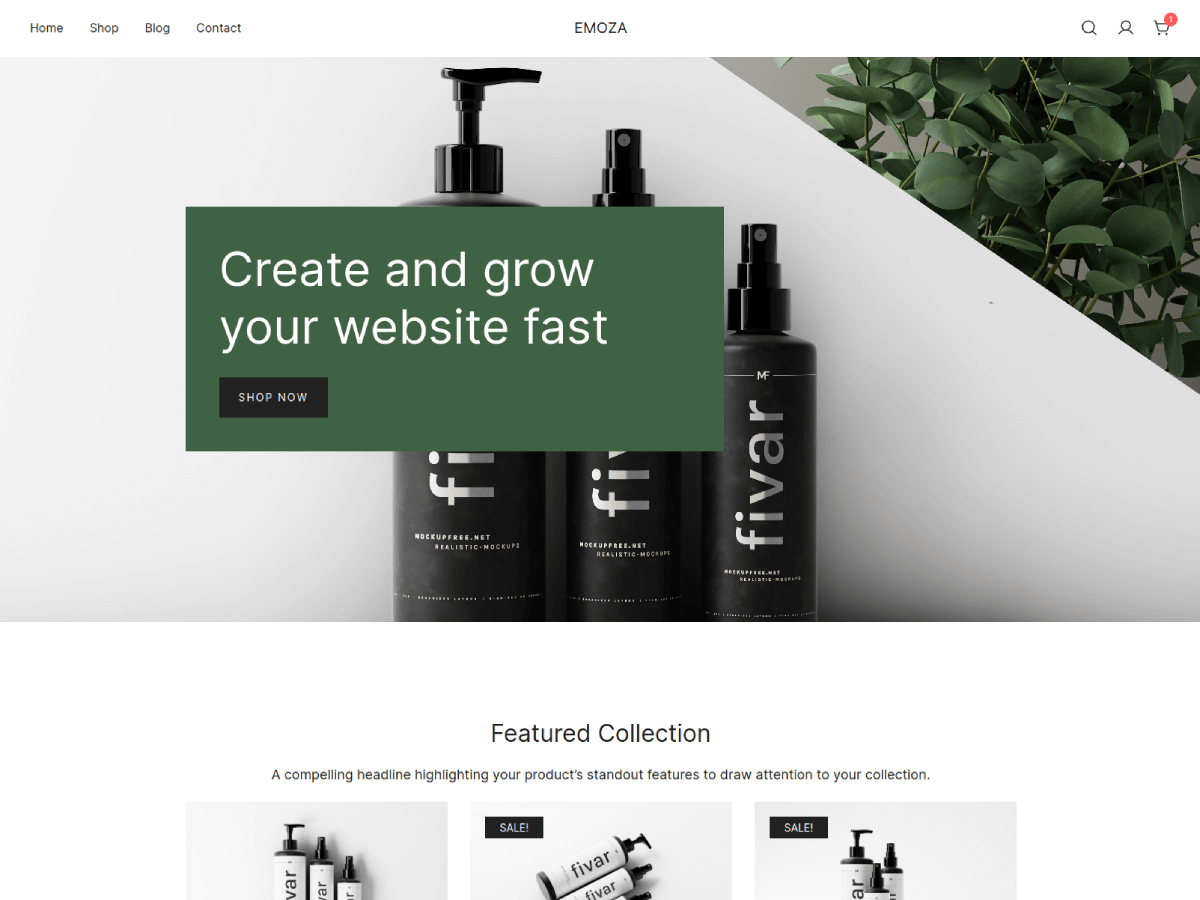 Home Shop Blog Contact
EMOZA
1
Create and grow
your website fast
SHOP NOW
MF
fivar
fi
fiv
MOCKUPFREE.NET
REALISTIC-MOCKUPS
MOCKUPFREE.NET
REALISTIC-MOCKUPS
MOCKUPFREE.NET
REALISTIC-MOCKUPS
Featured Collection
A compelling headline highlighting your product’s standout features to draw attention to your collection.
SALE!
SALE!
fivar
fivar